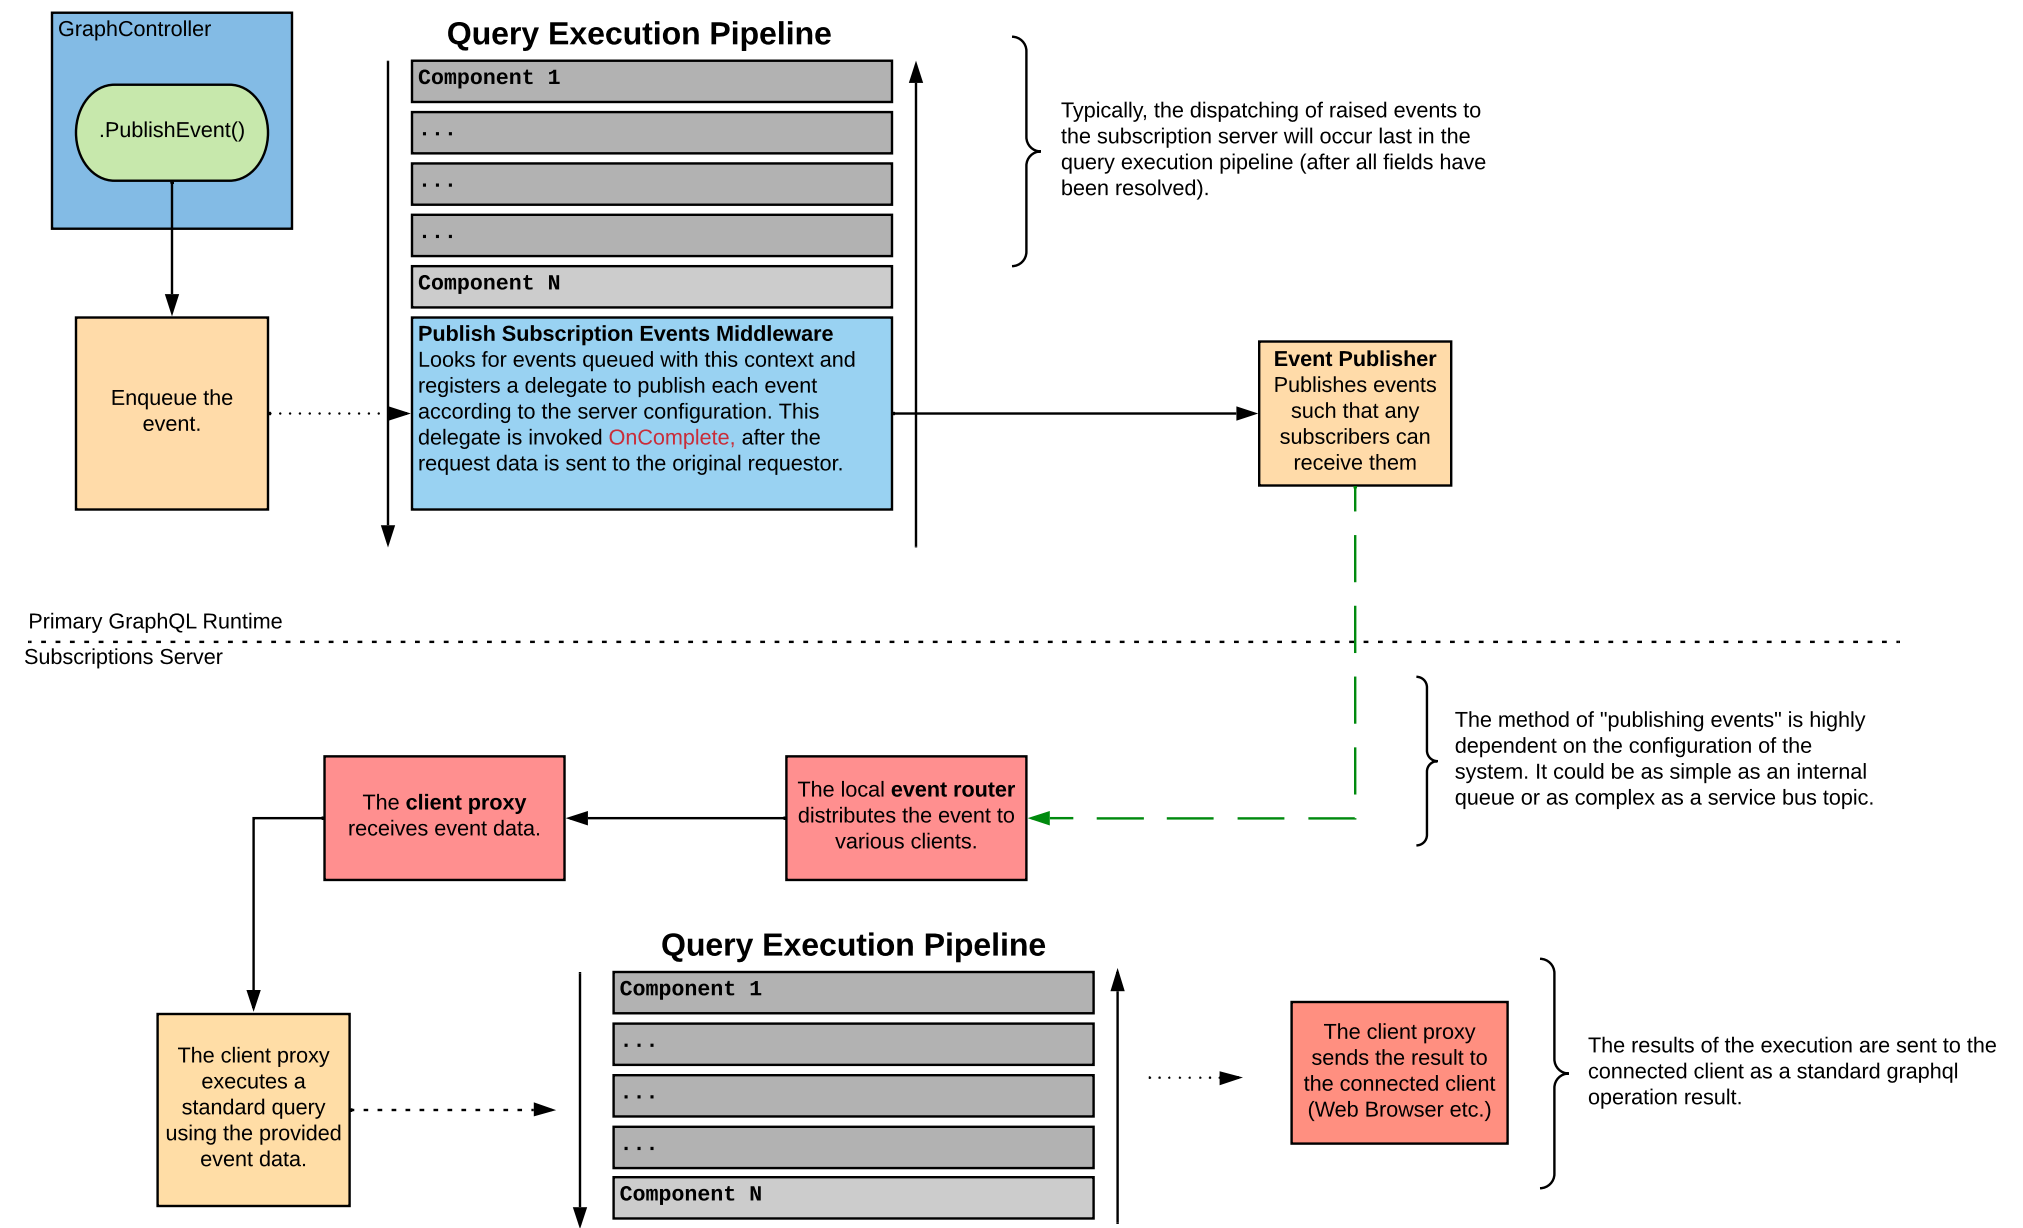 GraphController
.PublishEvent()
Enqueue the
event.
Query Execution Pipeline
Component 1
...
...
...
Component N
Publish Subscription Events Middleware
Looks for events queued with this context and
registers a delegate to publish each event
according to the server configuration. This
delegate is invoked OnComplete, after the
request data is sent to the original requestor.
Typically, the dispatching of raised events to
the subscription server will occur last in the
query execution pipeline (after all fields have
been resolved).
Event Publisher
Publishes events
such that any
subscribers can
receive them
Primary GraphQL Runtime
Subscriptions Server
The method of "publishing events" is highly
dependent on the configuration of the
system. It could be as simple as an internal
queue or as complex as a service bus topic.
The local event router
distributes the event to
various clients.
The client proxy
receives event data.
The client proxy
executes a
standard query
using the provided
event data.
Query Execution Pipeline
Component 1
...
...
...
Component N
The client proxy
sends the result to
the connected client
(Web Browser etc.)
The results of the execution are sent to the
connected client as a standard graphql
operation result.